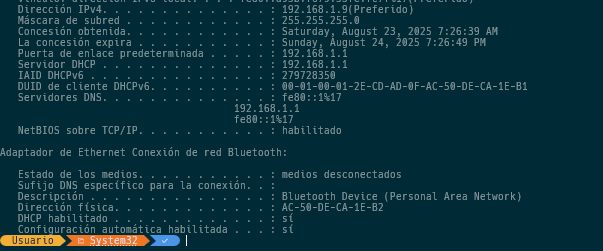 Dirección IPv4. . . . . . . . . . . . . . : 192.168.1.9(Preferido)
Máscara de subred . . . . . . . . . . . . : 255.255.255.0
Concesión obtenida. . . . . . . . . . . . : Saturday, August 23, 2025 7:26:39 AM
La concesión expira . . . . . . . . . . . : Sunday, August 24, 2025 7:26:49 PM
Puerta de enlace predeterminada . . . . . : 192.168.1.1
Servidor DHCP . . . . . . . . . . . . . . : 192.168.1.1
IAID DHCPv6 . . . . . . . . . . . . . . . : 279728350
DUID de cliente DHCPv6. . . . . . . . . . : 00-01-00-01-2E-CD-AD-0F-AC-50-DE-CA-1E-B1
Servidores DNS. . . . . . . . . . . . . . : fe80::1%17
192.168.1.1
fe80::1%17
NetBIOS sobre TCP/IP. . . . . . . . . . . : habilitado
Adaptador de Ethernet Conexión de red Bluetooth:
Estado de los medios. . . . . . . . . . . : medios desconectados
Sufijo DNS específico para la conexión. . :
Descripción . . . . . . . . . . . . . . . : Bluetooth Device (Personal Area Network)
Dirección física. . . . . . . . . . . . . : AC-50-DE-CA-1E-B2
DHCP habilitado . . . . . . . . . . . . . : sí
Configuración automática habilitada . . . : sí
Usuario System32